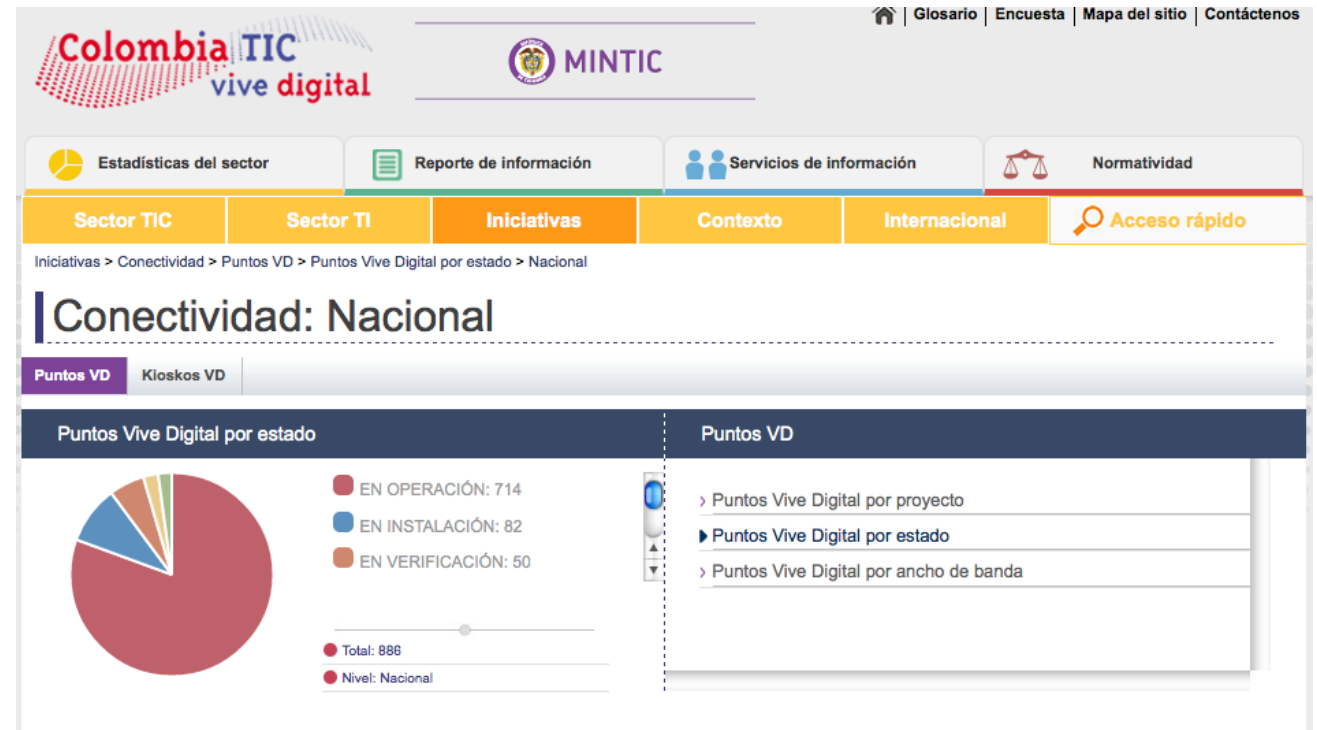 Glosario | Encuesta | Mapa del sitio | Contáctenos
Colombia TIC
vive digital
MINTIC
Estadísticas del sector
Reporte de información
Servicios de información
Normatividad
Sector TIC
Sector TI
Iniciativas
Contexto
Internacional
Acceso rápido
Iniciativas > Conectividad > Puntos VD > Puntos Vive Digital por estado > Nacional
Conectividad: Nacional
Puntos VD
Kioskos VD
Puntos Vive Digital por estado
EN OPERACIÓN: 714
EN INSTALACIÓN: 82
EN VERIFICACIÓN: 50
Total: 886
Nivel: Nacional
Puntos VD
Puntos Vive Digital por proyecto
Puntos Vive Digital por estado
Puntos Vive Digital por ancho de banda